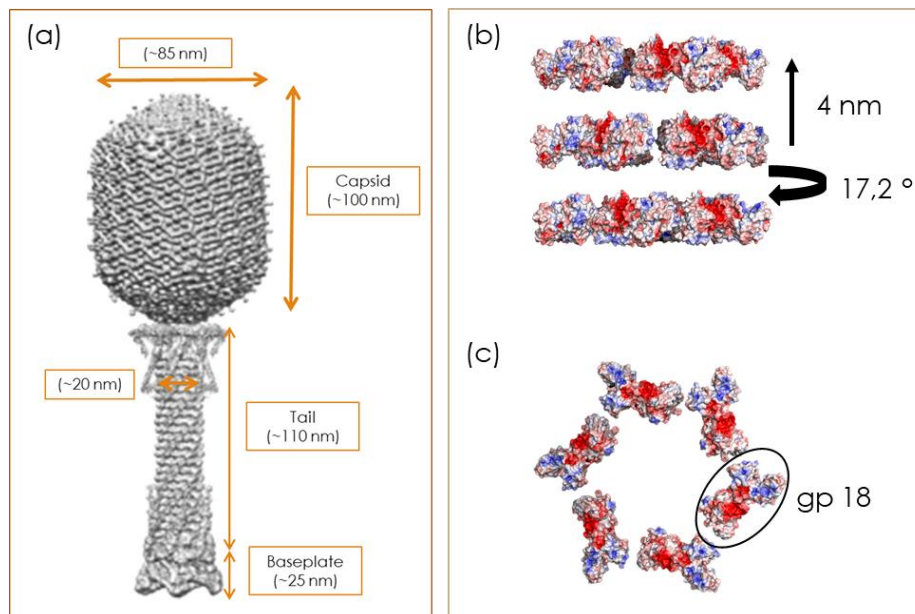 (a)
(~85 nm)
Capsid
(~100 nm)
(~20 nm)
Tail
(~110 nm)
Baseplate
(~25 nm)
(b)
4 nm
17,2 °
(c)
gp 18